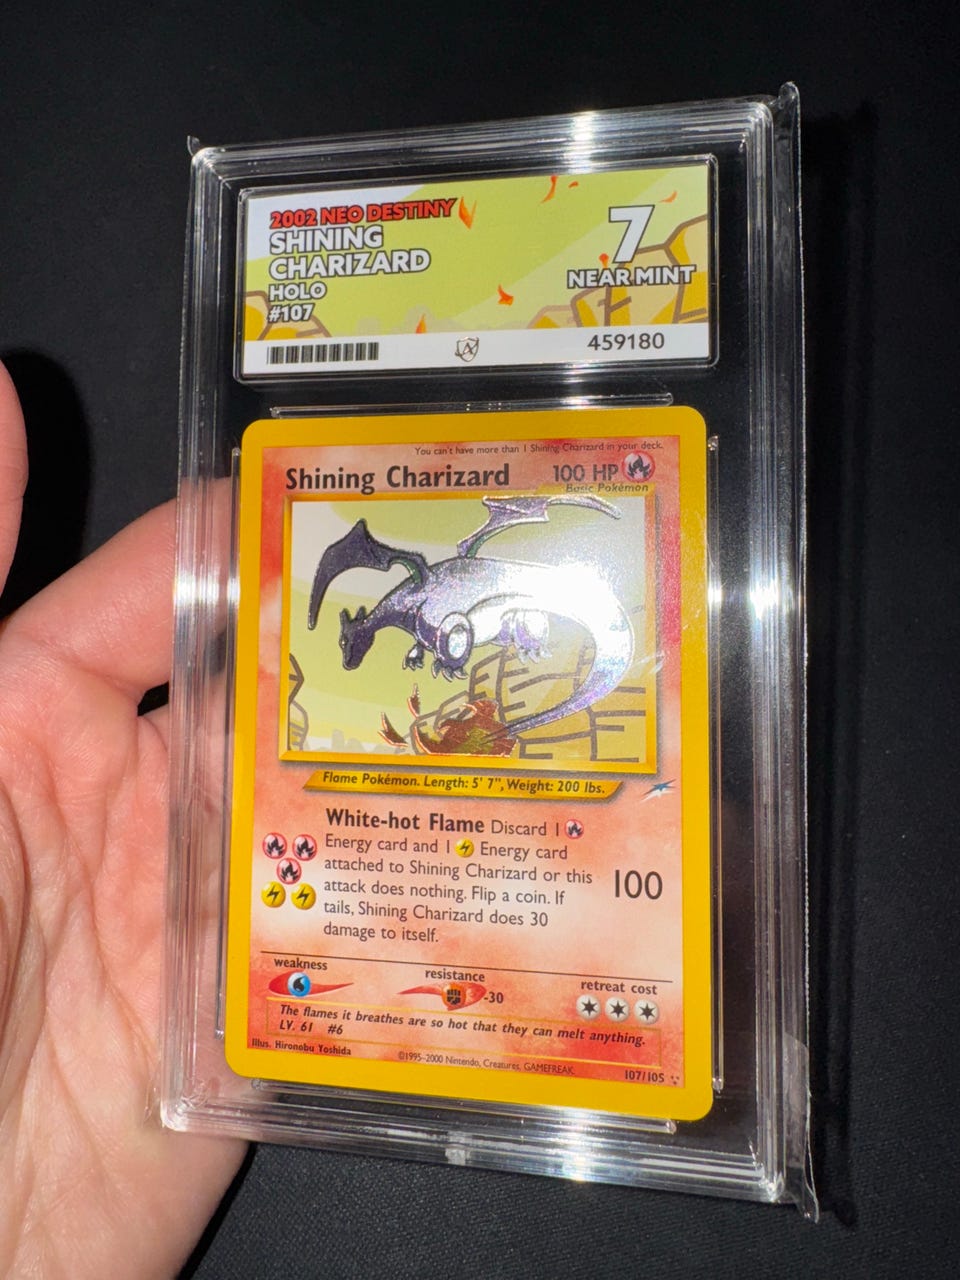 2002 NEO DESTINY
SHINING
CHARIZARD
HOLO
#107
7
NEAR MINT
459180
You can't have more than 1 Shining Charizard in your deck.
Shining Charizard 100 HP
Basic Pokémon
Flame Pokémon. Length: 5' 7", Weight: 200 lbs.
White-hot Flame Discard 1
Energy card and 1 Energy card
attached to Shining Charizard or this
attack does nothing. Flip a coin. If
tails, Shining Charizard does 30
damage to itself.
100
weakness
resistance
-30
retreat cost
The flames it breathes are so hot that they can melt anything.
LV. 61 #6
Illus. Hironobu Yoshida
©1995-2000 Nintendo, Creatures, GAMEFREAK.
107/105